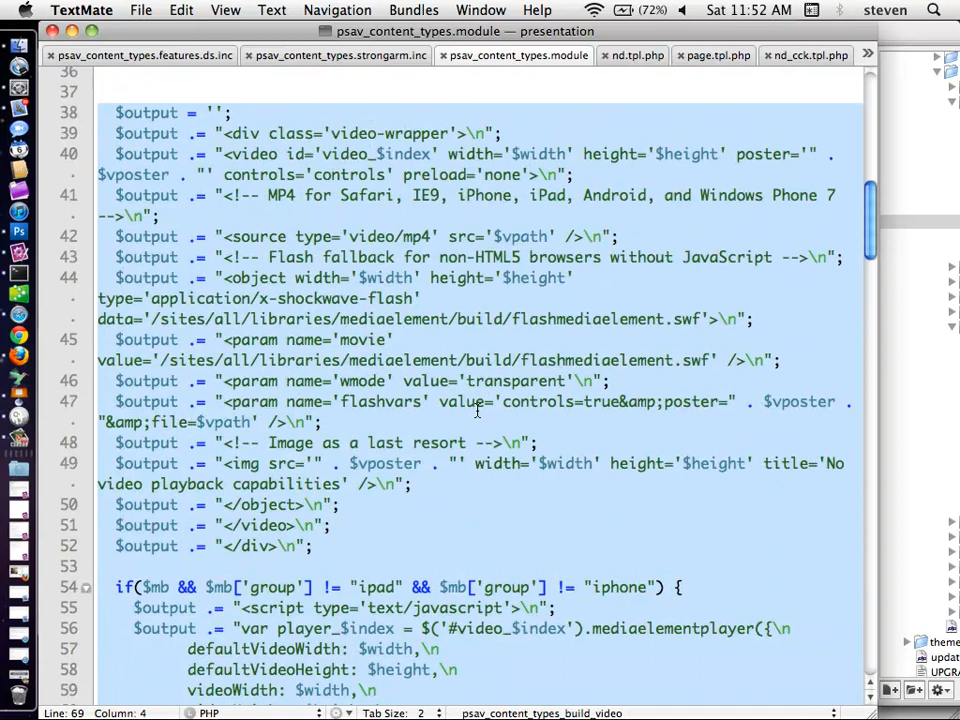 TextMate File Edit View Text Navigation Bundles Window Help (72%) Sat 11:52 AM steven
psav_content_types.module — presentation
psav_content_types.features.ds.inc psav_content_types.strongarm.inc psav_content_types.module nd.tpl.php page.tpl.php nd_cck.tpl.php »
36
37
38 $output = '';
39 $output .= "<div class='video-wrapper'>\n";
40 $output .= "<video id='video_$index' width='$width' height='$height' poster='" .
$vposter . "' controls='controls' preload='none'>\n";
41 $output .= "<!-- MP4 for Safari, IE9, iPhone, iPad, Android, and Windows Phone 7
-->\n";
42 $output .= "<source type='video/mp4' src='$vpath' />\n";
43 $output .= "<!-- Flash fallback for non-HTML5 browsers without JavaScript -->\n";
44 $output .= "<object width='$width' height='$height'
type='application/x-shockwave-flash'
data='/sites/all/libraries/mediaelement/build/flashmediaelement.swf'>\n";
45 $output .= "<param name='movie'
value='/sites/all/libraries/mediaelement/build/flashmediaelement.swf' />\n";
46 $output .= "<param name='wmode' value='transparent'\n";
47 $output .= "<param name='flashvars' value='controls=true&amp;poster=" . $vposter .
"&amp;file=$vpath' />\n";
48 $output .= "<!-- Image as a last resort -->\n";
49 $output .= "<img src='" . $vposter . "' width='$width' height='$height' title='No
video playback capabilities' />\n";
50 $output .= "</object>\n";
51 $output .= "</video>\n";
52 $output .= "</div>\n";
53
54 if($mb && $mb['group'] != "ipad" && $mb['group'] != "iphone") {
55 $output .= "<script type='text/javascript'>\n";
56 $output .= "var player_$index = $('#video_$index').mediaelementplayer({\n
57 defaultVideoWidth: $width,\n
58 defaultVideoHeight: $height,\n
59 videoWidth: $width,\n
theme
updat
UPGRA
Line: 69 Column: 4 PHP Tab Size: 2 psav_content_types_build_video